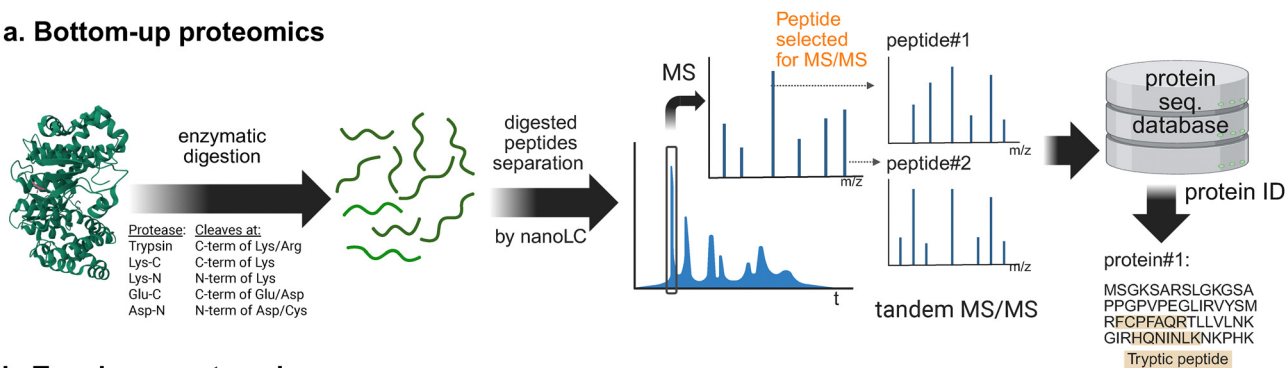 a. Bottom-up proteomics
enzymatic
digestion
Protease: Cleaves at:
Trypsin C-term of Lys/Arg
Lys-C C-term of Lys
Lys-N N-term of Lys
Glu-C C-term of Glu/Asp
Asp-N N-term of Asp/Cys
digested
peptides
separation
by nanoLC
MS
t
Peptide
selected
for MS/MS
m/z
peptide#1
m/z
peptide#2
m/z
tandem MS/MS
protein
seq.
database
protein ID
protein#1:
MSGKSARSLGKGSA
PPGPVPEGLIRVYSM
RFCPFAQRTLLVLNK
GIRHQNINLKNKPHK
Tryptic peptide